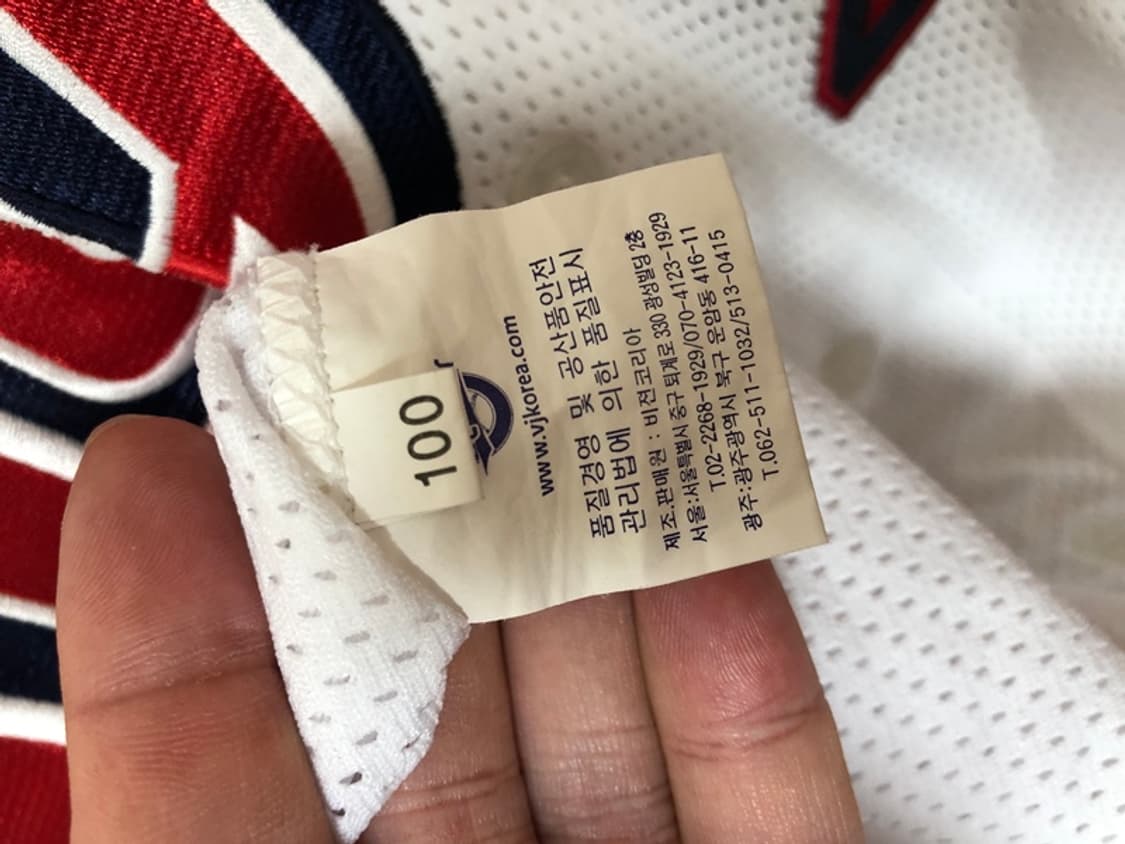 100
www.vjkorea.com
품질경영 및 공산품안전
관리법에 의한 품질표시
제조.판매원 : 비젼코리아
서울:서울특별시 중구 퇴계로 330 광성빌딩 2층
T.02-2268-1929/070-4123-1929
광주:광주광역시 북구 운암동 416-11
T.062-511-1032/513-0415